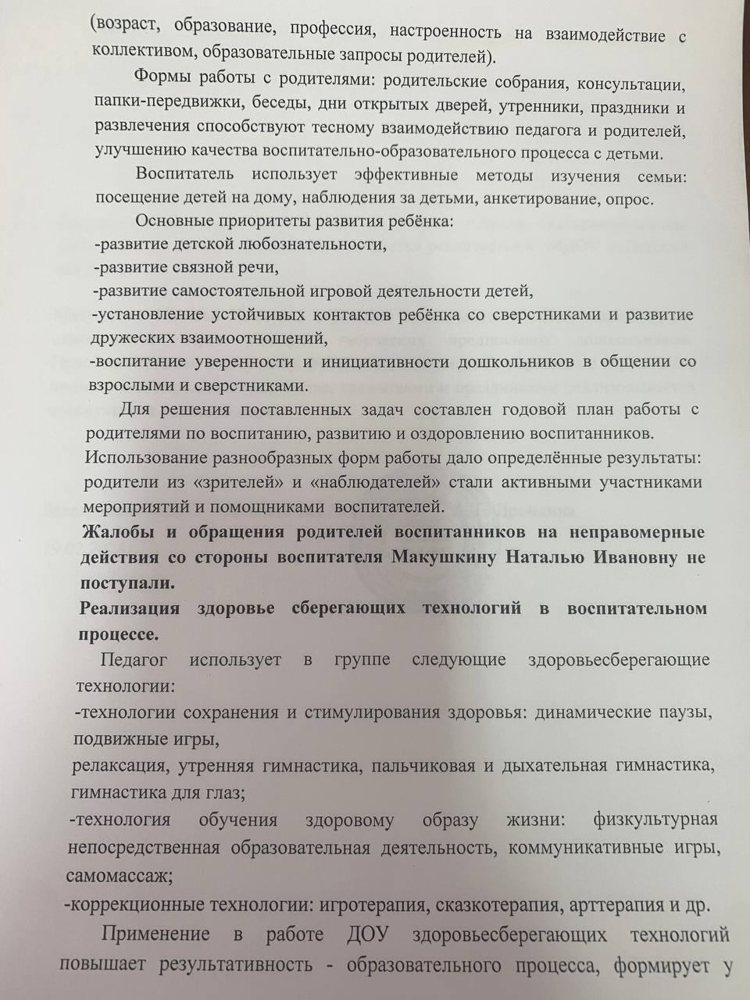 (возраст, образование, профессия, настроенность на взаимодействие с
коллективом, образовательные запросы родителей).
Формы работы с родителями: родительские собрания, консультации,
папки-передвижки, беседы, дни открытых дверей, утренники, праздники и
развлечения способствуют тесному взаимодействию педагога и родителей,
улучшению качества воспитательно-образовательного процесса с детьми.
Воспитатель использует эффективные методы изучения семьи:
посещение детей на дому, наблюдения за детьми, анкетирование, опрос.
Основные приоритеты развития ребёнка:
-развитие детской любознательности,
-развитие связной речи,
-развитие самостоятельной игровой деятельности детей,
-установление устойчивых контактов ребёнка со сверстниками и развитие
дружеских взаимоотношений,
-воспитание уверенности и инициативности дошкольников в общении со
взрослыми и сверстниками.
Для решения поставленных задач составлен годовой план работы с
родителями по воспитанию, развитию и оздоровлению воспитанников.
Использование разнообразных форм работы дало определённые результаты:
родители из «зрителей» и «наблюдателей» стали активными участниками
мероприятий и помощниками воспитателей.
Жалобы и обращения родителей воспитанников на неправомерные
действия со стороны воспитателя Макушкину Наталью Ивановну не
поступали.
Реализация здоровье сберегающих технологий в воспитательном
процессе.
Педагог использует в группе следующие здоровьесберегающие
технологии:
-технологии сохранения и стимулирования здоровья: динамические паузы,
подвижные игры,
релаксация, утренняя гимнастика, пальчиковая и дыхательная гимнастика,
гимнастика для глаз;
-технология обучения здоровому образу жизни: физкультурная
непосредственная образовательная деятельность, коммуникативные игры,
самомассаж;
-коррекционные технологии: игротерапия, сказкотерапия, арттерапия и др.
Применение в работе ДОУ здоровьесберегающих технологий
повышает результативность - образовательного процесса, формирует у